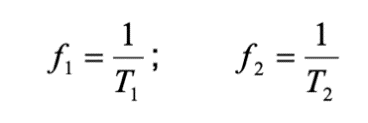 f₁ = 1/T₁ ; f₂ = 1/T₂